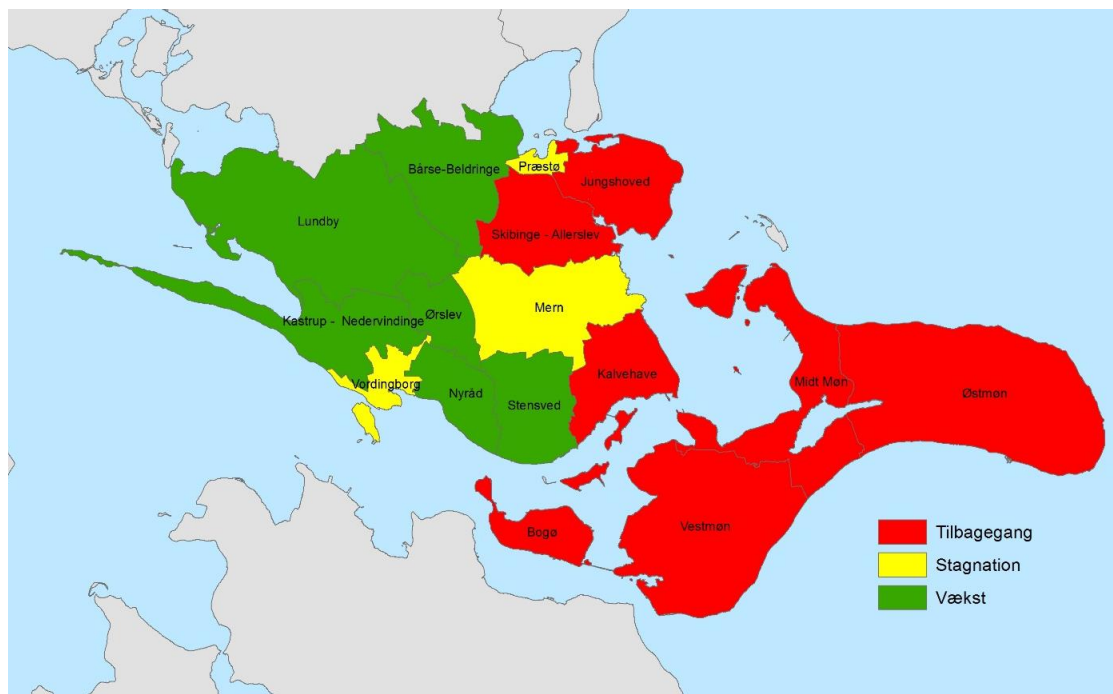 Præstø
Bårse-Beldringe
Jungshoved
Lundby
Skibinge - Allerslev
Mern
Kastrup - Nedervindinge
Ørslev
Kalvehave
Midt Møn
Østmøn
Vordingborg
Nyråd
Stensved
Vestmøn
Bogø
Tilbagegang
Stagnation
Vækst